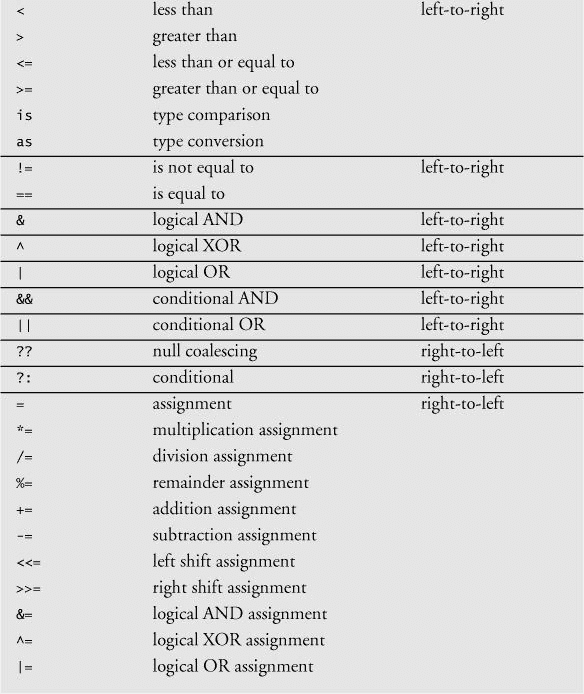 < less than left-to-right
> greater than
<= less than or equal to
>= greater than or equal to
is type comparison
as type conversion
!= is not equal to left-to-right
== is equal to
& logical AND left-to-right
^ logical XOR left-to-right
| logical OR left-to-right
&& conditional AND left-to-right
|| conditional OR left-to-right
?? null coalescing right-to-left
?: conditional right-to-left
= assignment right-to-left
*= multiplication assignment
/= division assignment
%= remainder assignment
+= addition assignment
-= subtraction assignment
<<= left shift assignment
>>= right shift assignment
&= logical AND assignment
^= logical XOR assignment
|= logical OR assignment